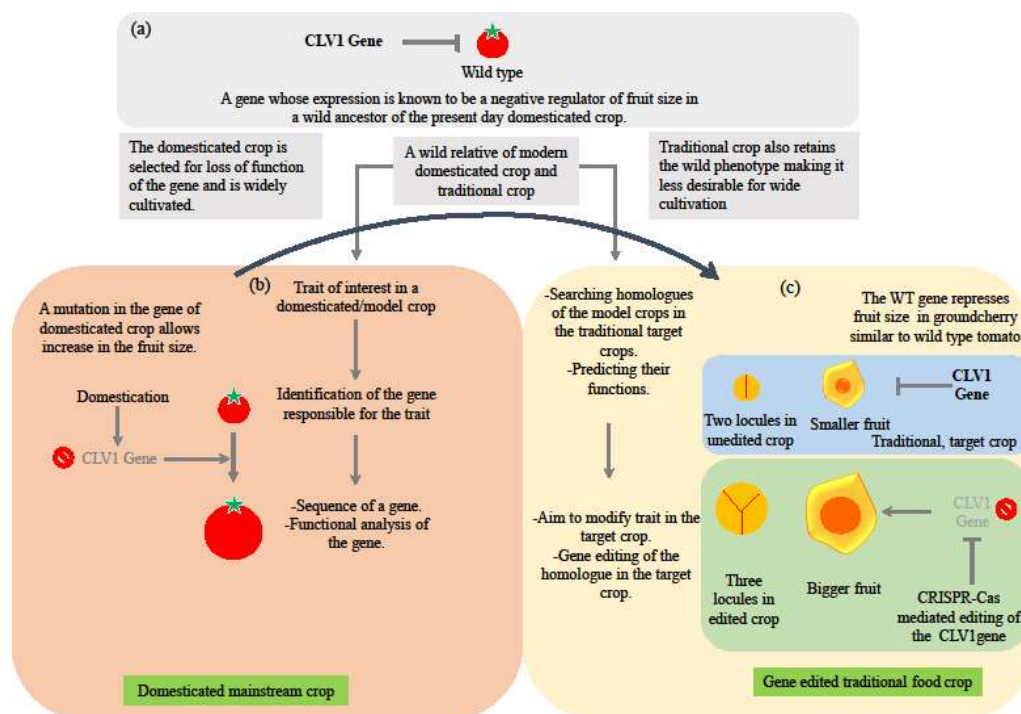 (a)
CLV1 Gene
Wild type
A gene whose expression is known to be a negative regulator of fruit size in
a wild ancestor of the present day domesticated crop.
The domesticated crop is
selected for loss of function
of the gene and is widely
cultivated.
A wild relative of modern
domesticated crop and
traditional crop
Traditional crop also retains
the wild phenotype making it
less desirable for wide
cultivation
(b)
A mutation in the gene of
domesticated crop allows
increase in the fruit size.
Domestication
CLV1 Gene
Trait of interest in a
domesticated/model crop
Identification of the gene
responsible for the trait
-Sequence of a gene.
-Functional analysis of
the gene.
Domesticated mainstream crop
(c)
-Searching homologues
of the model crops in
the traditional target
crops.
-Predicting their
functions.
-Aim to modify trait in the
target crop.
-Gene editing of the
homologue in the target
crop.
The WT gene represses
fruit size in groundcherry
similar to wild type tomato
CLV1
Gene
Two locules in
unedited crop
Smaller fruit
Traditional, target crop
CLV1
Gene
Three
locules in
edited crop
Bigger fruit
CRISPR-Cas
mediated editing of
the CLV1gene
Gene edited traditional food crop